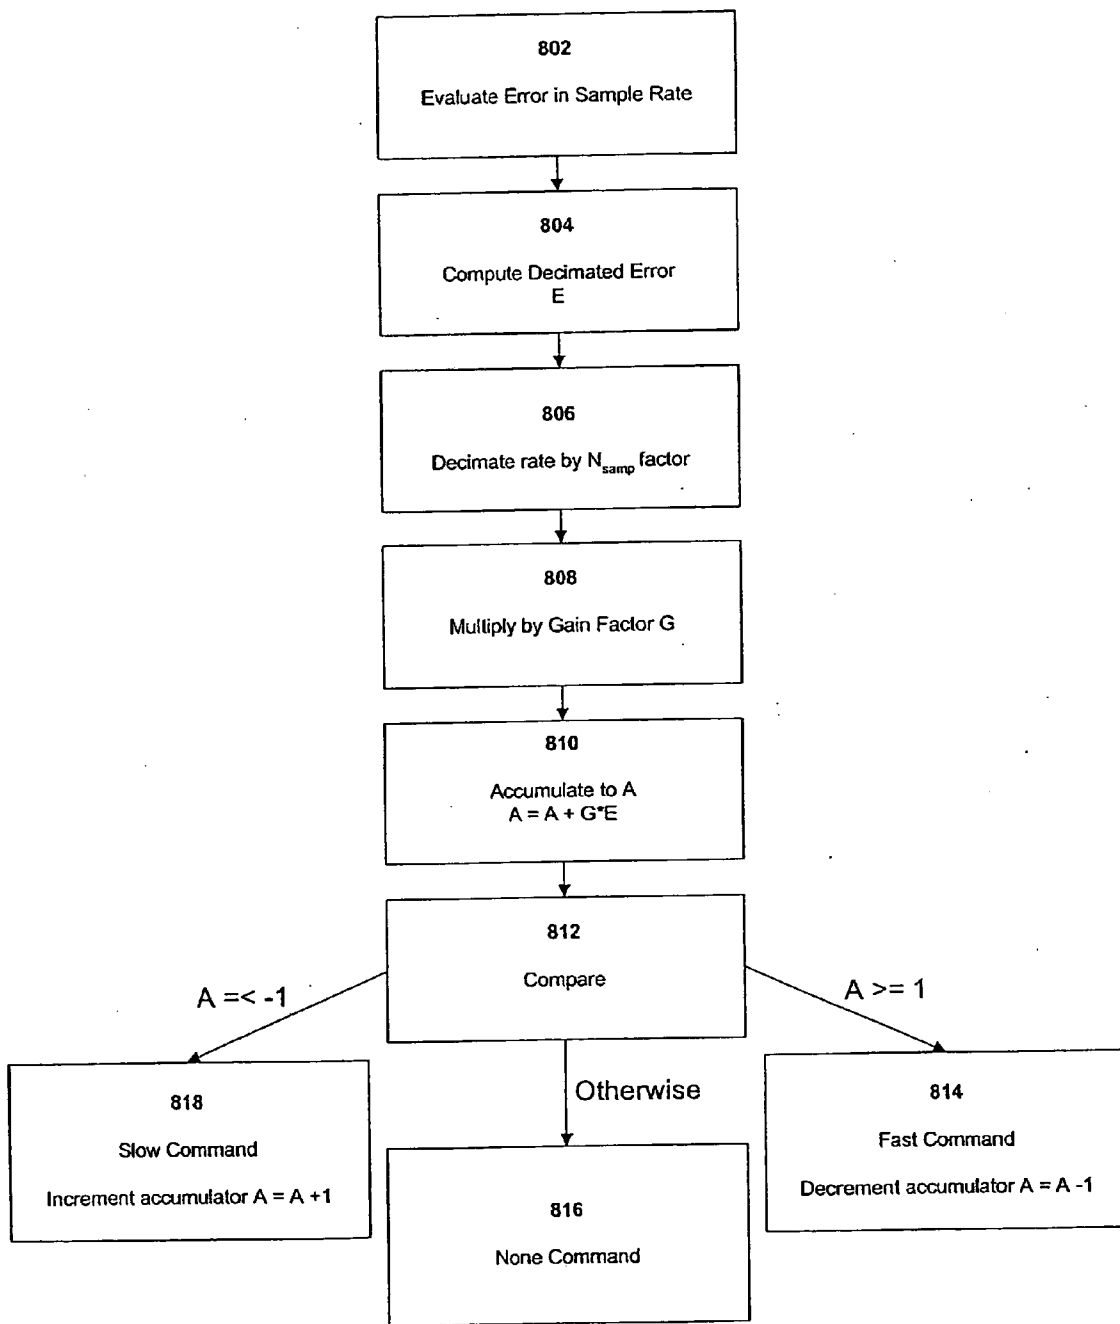 802
Evaluate Error in Sample Rate
804
Compute Decimated Error
E
806
Decimate rate by N_samp factor
808
Multiply by Gain Factor G
810
Accumulate to A
A = A + G*E
812
Compare
A =< -1
A >= 1
Otherwise
818
Slow Command
Increment accumulator A = A +1
816
None Command
814
Fast Command
Decrement accumulator A = A -1